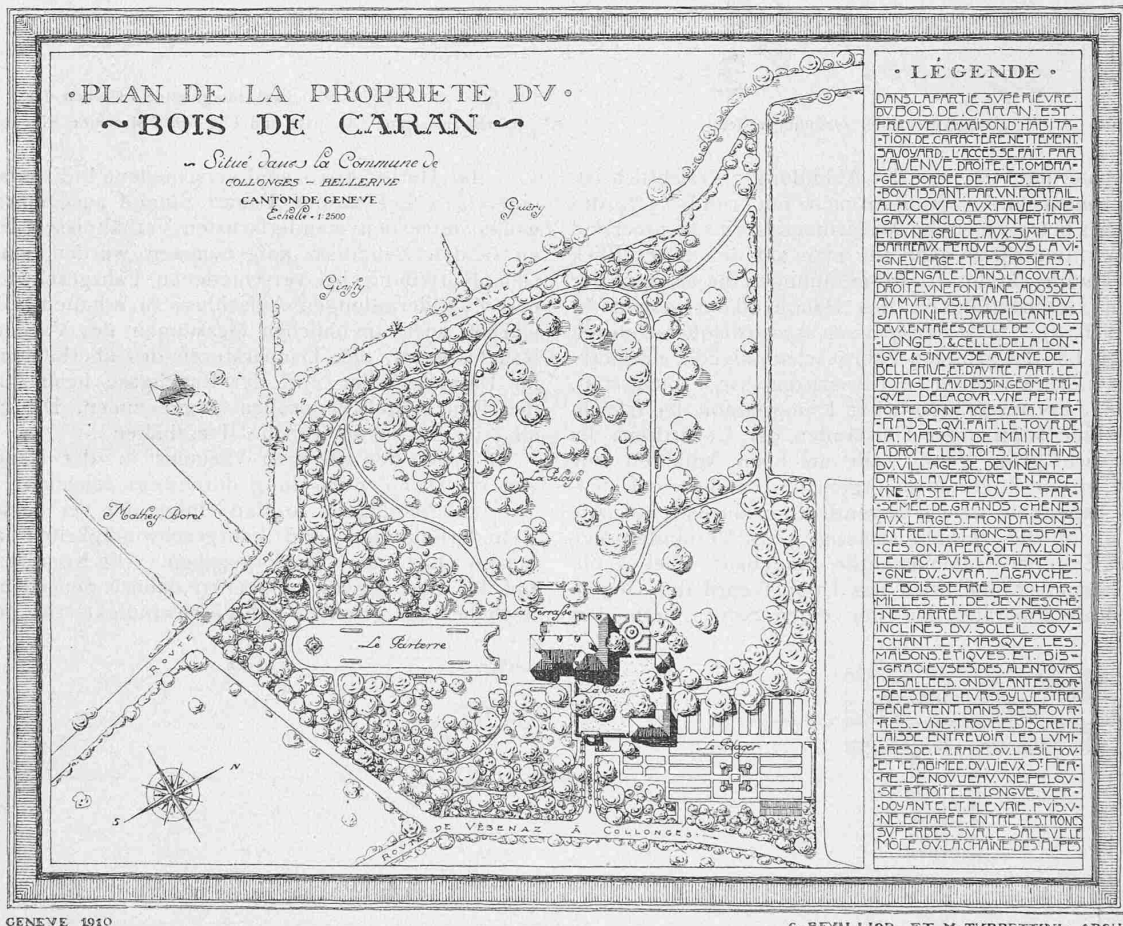 ·PLAN DE LA PROPRIETE DV·
~BOIS DE CARAN~
~ Situé dans la Commune de
COLLONGES – BELLERIVE
CANTON DE GENEVE
Echelle - 1:2500
Guéry
Mathey-Doret
ROUTE DE
La Pelouse
La Terrasse
Le Parterre
La Cour
Le Potager
N
S
ROUTE DE VÉSENAZ À COLLONGES
· LÉGENDE ·
DANS.LA.PARTIE.SVPÉRIEVRE.
DV.BOIS.DE.CARAN.EST
PRÉVVE.LA.MAISON.D'HABITA=
=TION.DE.CARACTÈRE.NETTEMENT
SAVOYARD. L'ACCES.SE.FAIT.PAR
L'AVENVE.DROITE.ET.OMBRA=
GÉE.BORDÉE.DE.HAIES.ET.A=
=BOVTISSANT.PAR.VN.PORTAIL
A.LA.COVR.AVX.PAVES.INÉ=
=GAVX.ENCLOSE.D'VN.PETIT.MVR
ET.D'VNE.GRILLE.AVX.SIMPLES.
BARREAVX.PERDVE.SOVS.LA.VI=
GNE.VIERGE.ET.LES.ROSIERS.
DV.BENGALE.DANS.LA.COVR.A
DROITE.VNE.FONTAINE.ADOSSÉE
AV.MVR.PVIS.LA.MAISON.DV.
JARDINIER.SVRVEILLANT.LES
DEVX.ENTRÉES.CELLE.DE.COL=
LONGES.&.CELLE.DE.LA.LON=
GVE.&.SINVEVSE.AVENVE.DE.
BELLERIVE,ET.D'AVTRE.PART.LE
POTAGER.AV.DESSIN.GÉOMÉTRI=
QVE _ DE.LA.COVR.VNE.PETITE
PORTE.DONNE.ACCÈS.A.LA.TER=
=RASSE.QVI.FAIT.LE.TOVR.DE
LA.MAISON.DE.MAITRES.
A.DROITE.LES.TOITS.LOINTAINS
DV.VILLAGE.SE.DEVINENT.
DANS.LA.VERDVRE.EN.FACE
VNE.VASTE.PELOVSE.PAR=
=SEMÉE.DE.GRANDS.CHÊNES
AVX.LARGES.FRONDAISONS.
ENTRE.LES.TRONCS.ESPA=
CÉS.ON.APERÇOIT.AV.LOIN
LE.LAC.PVIS.LA.CALME.LI=
GNE.DV.JVRA _ A.GAVCHE.
LE.BOIS.SERRÉ.DE.CHAR=
MILLES.ET.DE.JEVNES.CHÊ=
NES.ARRÊTE.LES.RAYONS
INCLINÉS.DV.SOLEIL.COV=
=CHANT.ET.MASQVE.LES.
MAISONS.ÉTIQVES.ET.DIS=
=GRACIEVSES.DES.ALENTOVRS
DES.ALLÉES.ONDVLANTES.BOR=
DÉES.DE.FLEVRS.SYLVESTRES
PÉNÈTRENT.DANS.SES.FOVR=
RÉS _ VNE.TROVÉE.DISCRÈTE
LAISSE.ENTREVOIR.LES.LVMI=
ÈRES.DE.LA.RADE.OV.LA.SILHOV=
ETTE.ABIMÉE.DV.VIEVX.ST PIER=
RE_DE.NOVVEAV.VNE.PELOV=
SE.ÉTROITE.ET.LONGVE.VER=
DOYANTE.ET.FLEVRIE.PVIS.V=
NE.ÉCHAPÉE.ENTRE.LES.TRONCS
SVPERBES.SVR.LE.SALÈVE.LE
MOLE.OV.LA.CHAINE.DES.ALPES
GENEVE 1910